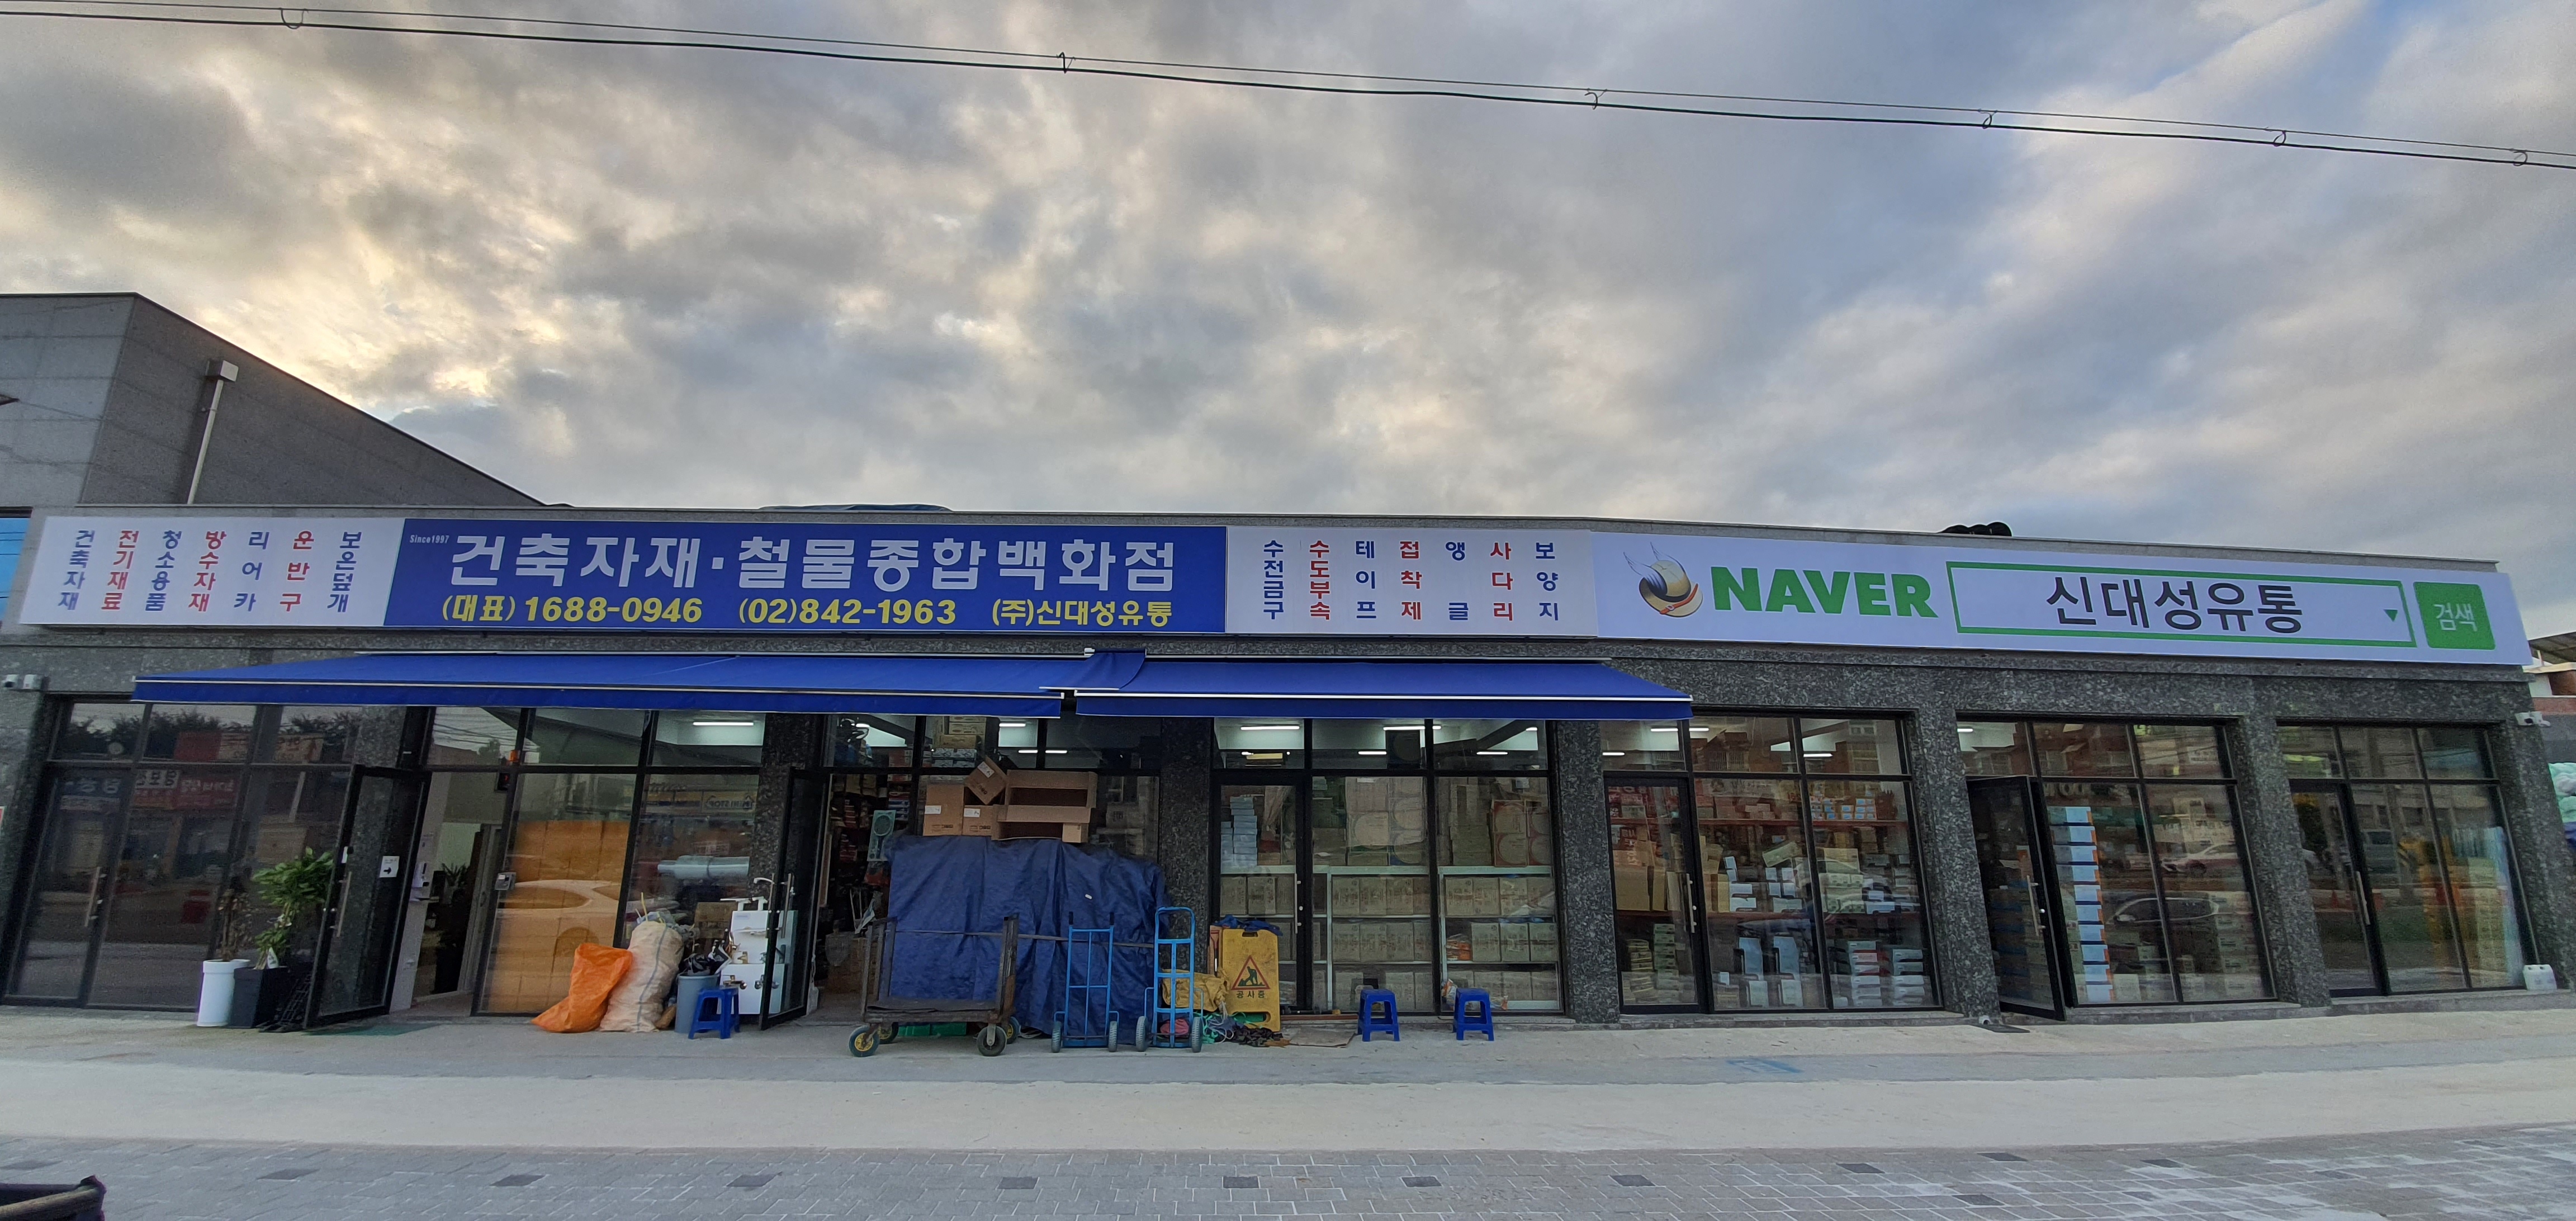 건축자재
전기재료
청소용품
방수자재
리어카
운반구
보온덮개
Since1997
건축자재·철물종합백화점
(대표) 1688-0946 (02)842-1963 (주)신대성유통
수전금구
수도부속
테이프
접착제
앵글
사다리
보양지
NAVER 신대성유통 검색
공사중